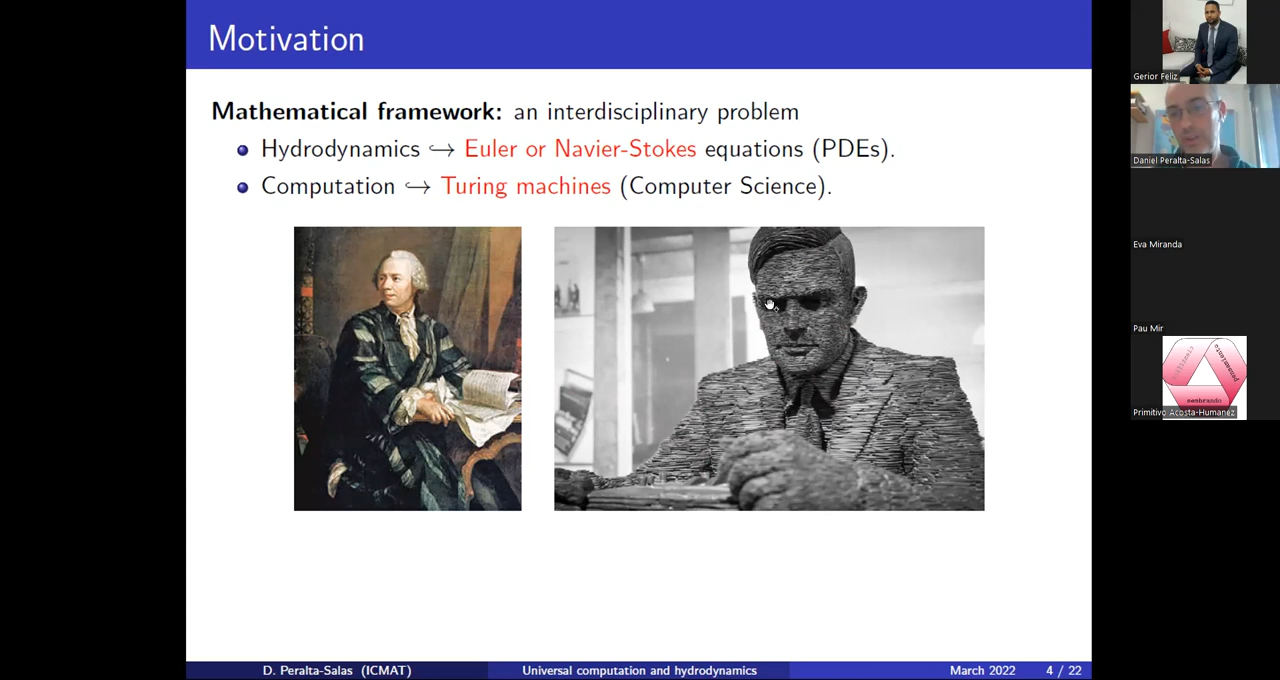 Motivation
Mathematical framework: an interdisciplinary problem
Hydrodynamics ↪ Euler or Navier-Stokes equations (PDEs).
Computation ↪ Turing machines (Computer Science).
D. Peralta-Salas (ICMAT)
Universal computation and hydrodynamics
March 2022
4 / 22
Gerior Feliz
Daniel Peralta-Salas
Eva Miranda
Pau Mir
pensamiento
sembrando
Primitivo Acosta-Humanez